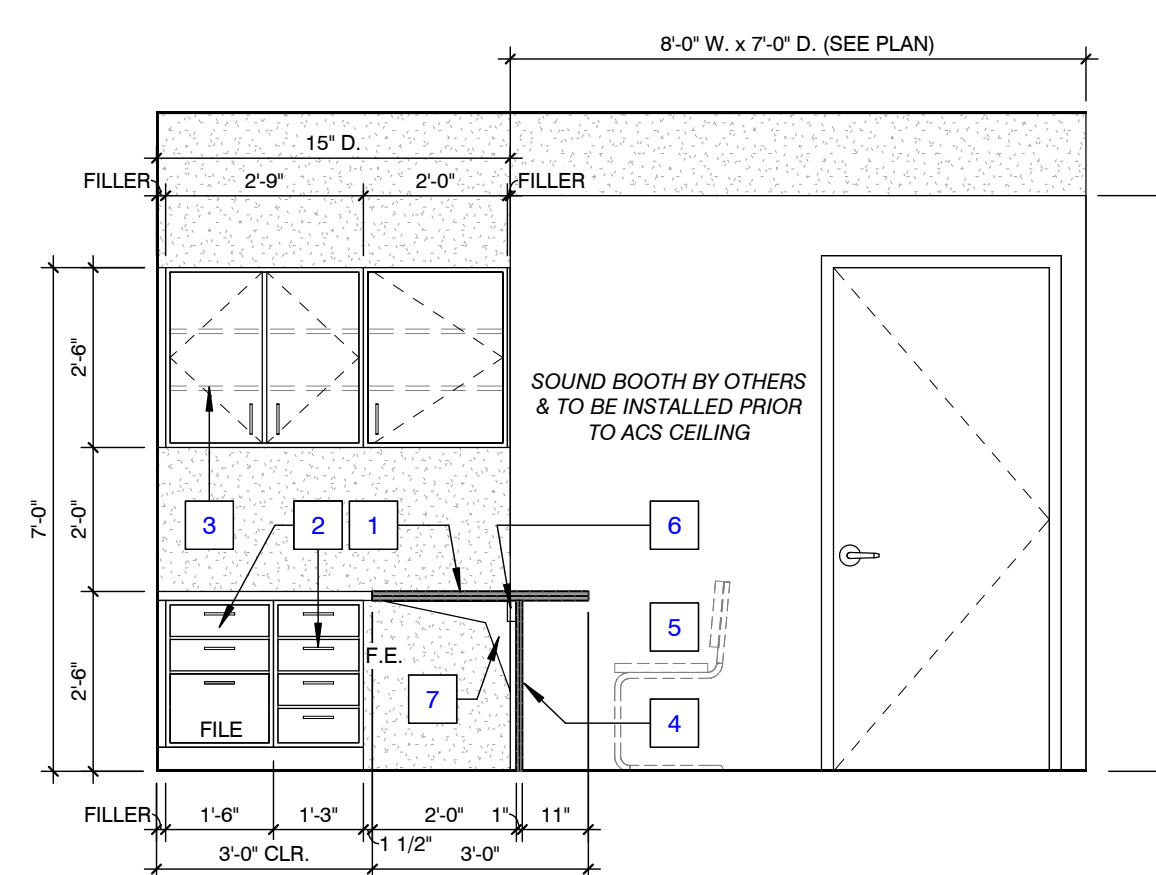 8'-0" W. x 7'-0" D. (SEE PLAN)
15" D.
FILLER 2'-9" 2'-0" FILLER
2'-6"
SOUND BOOTH BY OTHERS
& TO BE INSTALLED PRIOR
TO ACS CEILING
7'-0"
2'-0"
3 2 1 6
5
2'-6"
F.E.
7
4
FILE
FILLER 1'-6" 1'-3" 2'-0" 1" 11"
1 1/2"
3'-0" CLR. 3'-0"